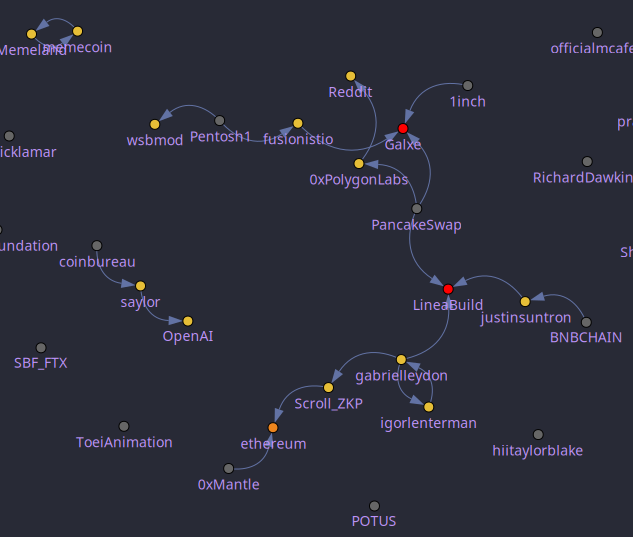 Memeland
memecoin
officialmcafe
Reddit
1inch
wsbmod
Pentosh1
fusionistio
Galxe
pr
icklamar
0xPolygonLabs
RichardDawkin
PancakeSwap
undation
coinbureau
Sh
saylor
LineaBuild
justinsuntron
OpenAI
BNBCHAIN
SBF_FTX
gabrielleydon
Scroll_ZKP
igorlenterman
ToeiAnimation
ethereum
hiitaylorblake
0xMantle
POTUS